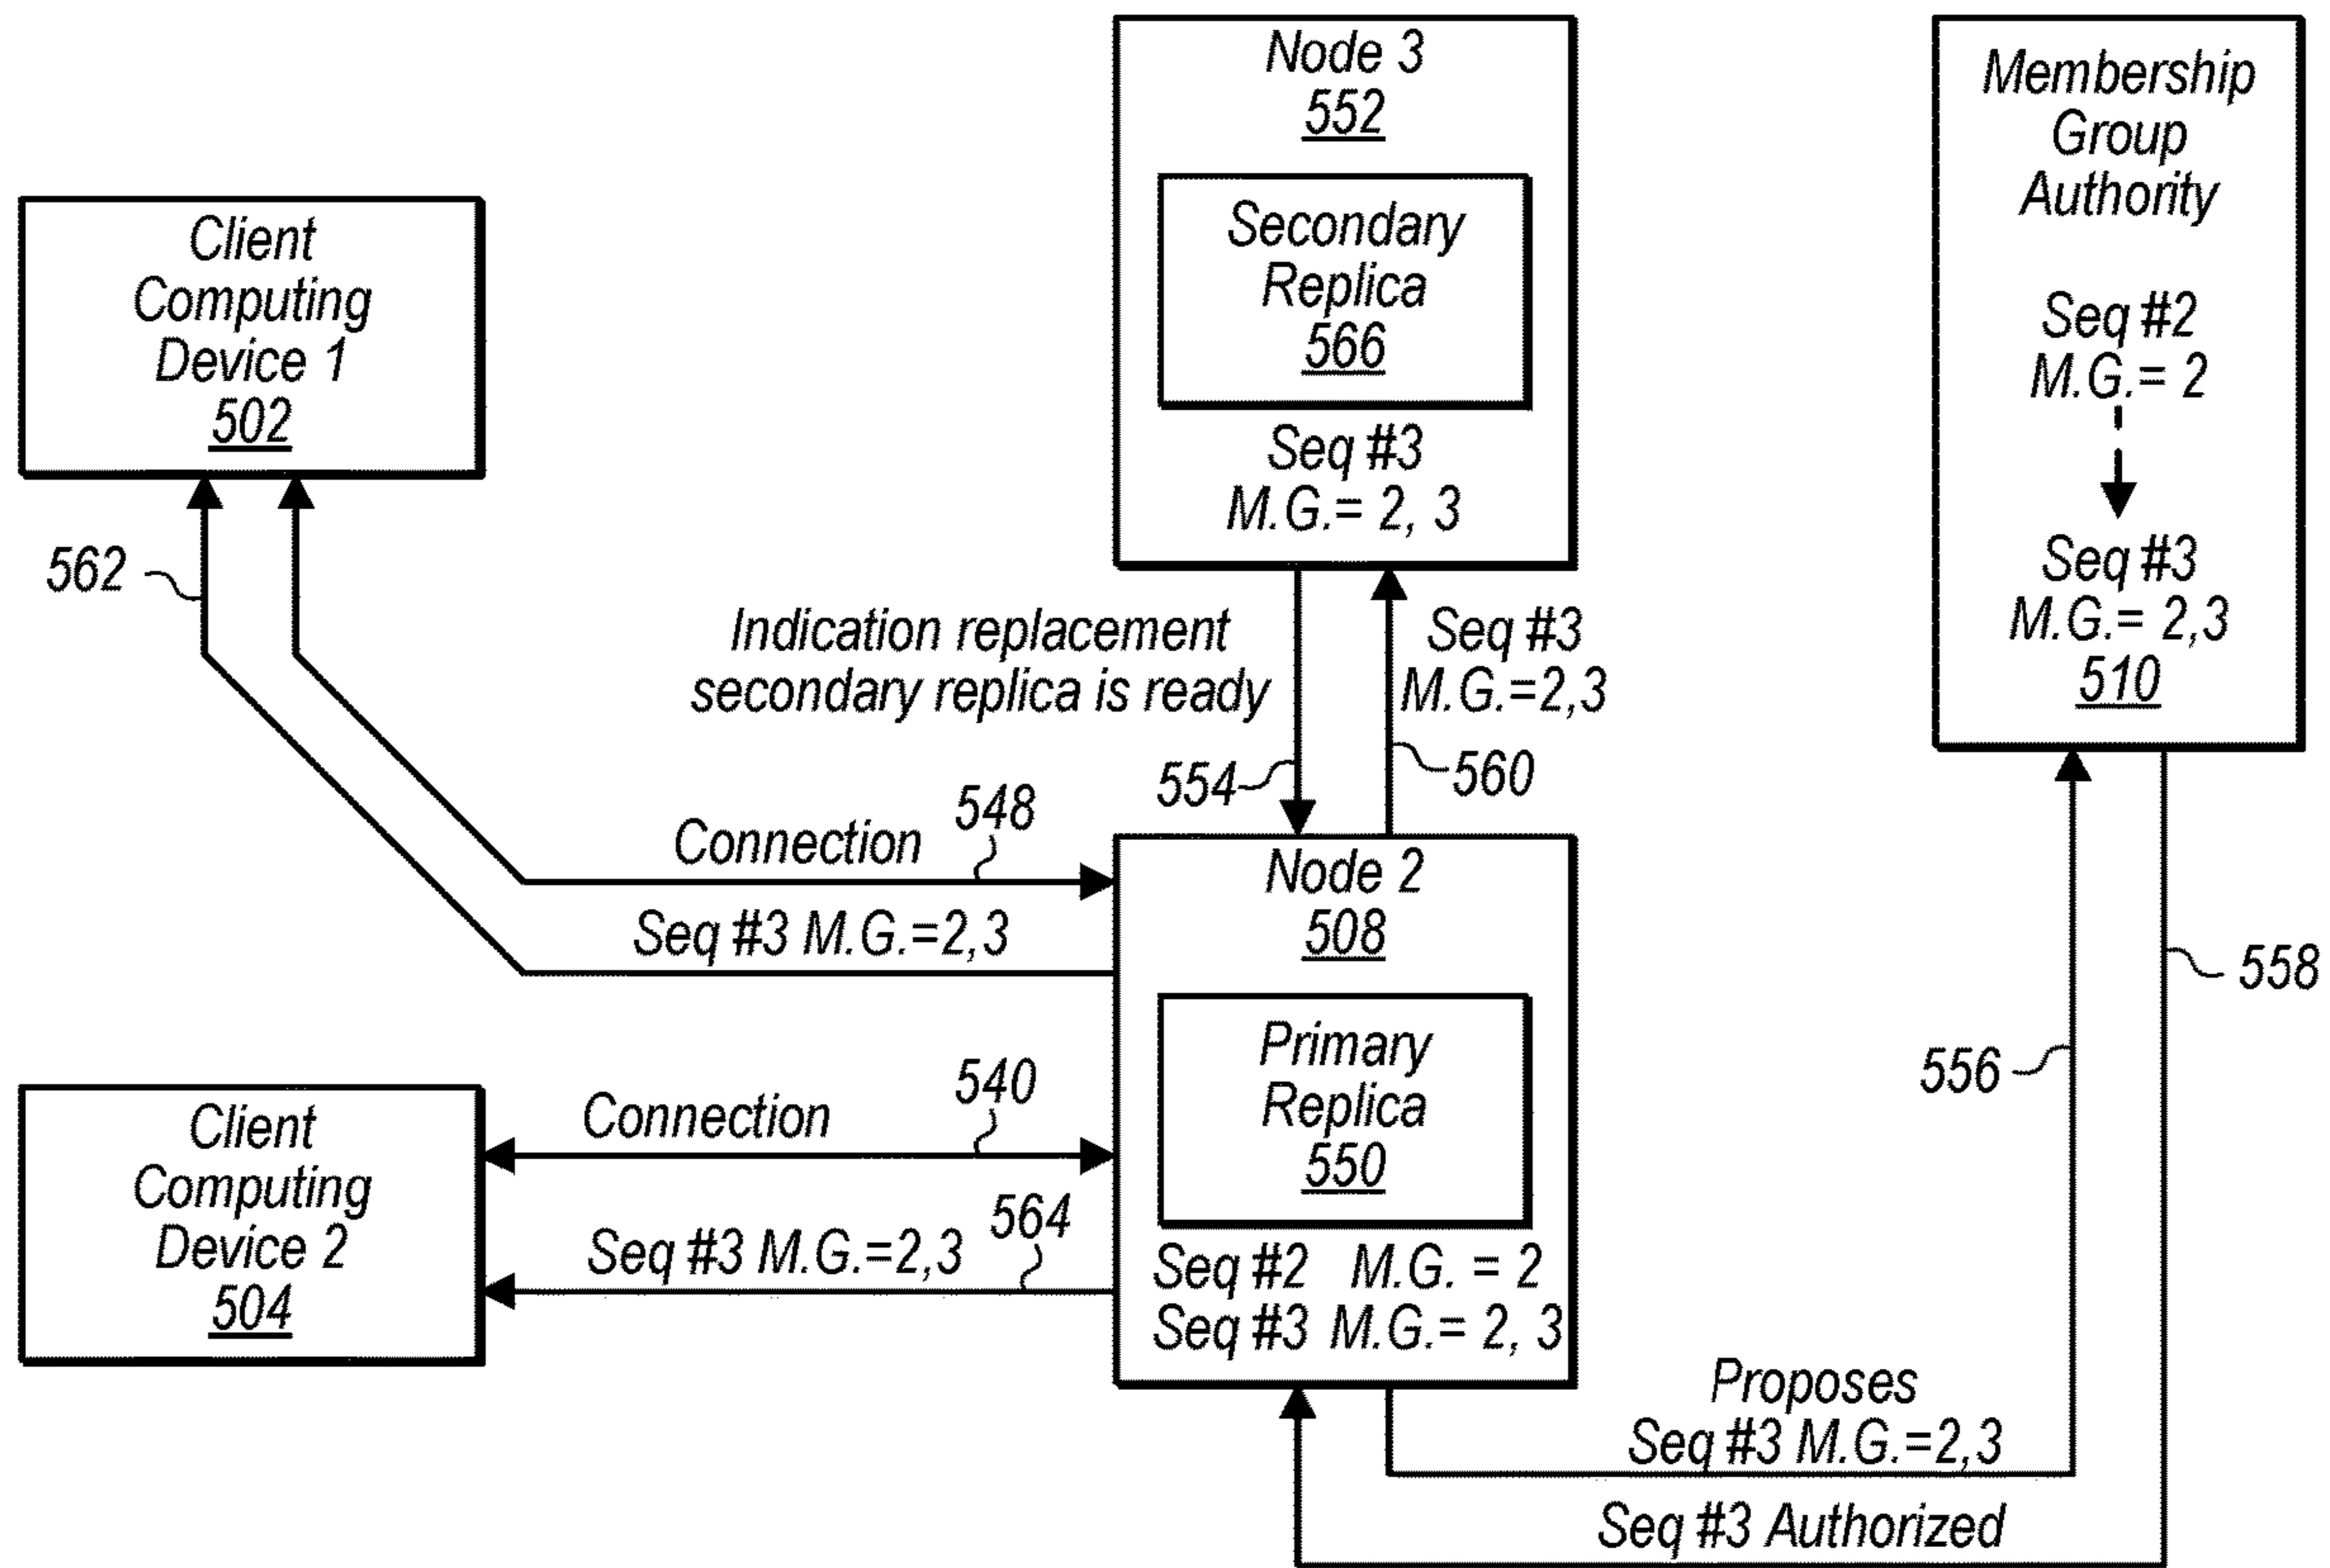 Node 3
552
Secondary
Replica
566
Seq #3
M.G.= 2, 3
Membership
Group
Authority
Seq #2
M.G.= 2
Seq #3
M.G.= 2,3
510
Client
Computing
Device 1
502
562
Indication replacement
secondary replica is ready
554
Seq #3
M.G.=2,3
560
Connection
548
Seq #3 M.G.=2,3
Node 2
508
Primary
Replica
550
Seq #2 M.G. = 2
Seq #3 M.G.= 2, 3
Client
Computing
Device 2
504
Connection
540
Seq #3 M.G.=2,3
564
556
558
Proposes
Seq #3 M.G.=2,3
Seq #3 Authorized